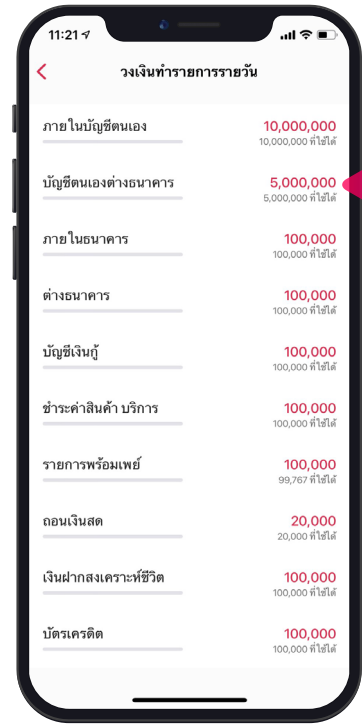 11:21
วงเงินทำรายการรายวัน
ภายในบัญชีตนเอง
10,000,000
10,000,000 ที่ใช้ได้
บัญชีตนเองต่างธนาคาร
5,000,000
5,000,000 ที่ใช้ได้
ภายในธนาคาร
100,000
100,000 ที่ใช้ได้
ต่างธนาคาร
100,000
100,000 ที่ใช้ได้
บัญชีเงินกู้
100,000
100,000 ที่ใช้ได้
ชำระค่าสินค้า บริการ
100,000
100,000 ที่ใช้ได้
รายการพร้อมเพย์
100,000
99,767 ที่ใช้ได้
ถอนเงินสด
20,000
20,000 ที่ใช้ได้
เงินฝากสงเคราะห์ชีวิต
100,000
100,000 ที่ใช้ได้
บัตรเครดิต
100,000
100,000 ที่ใช้ได้